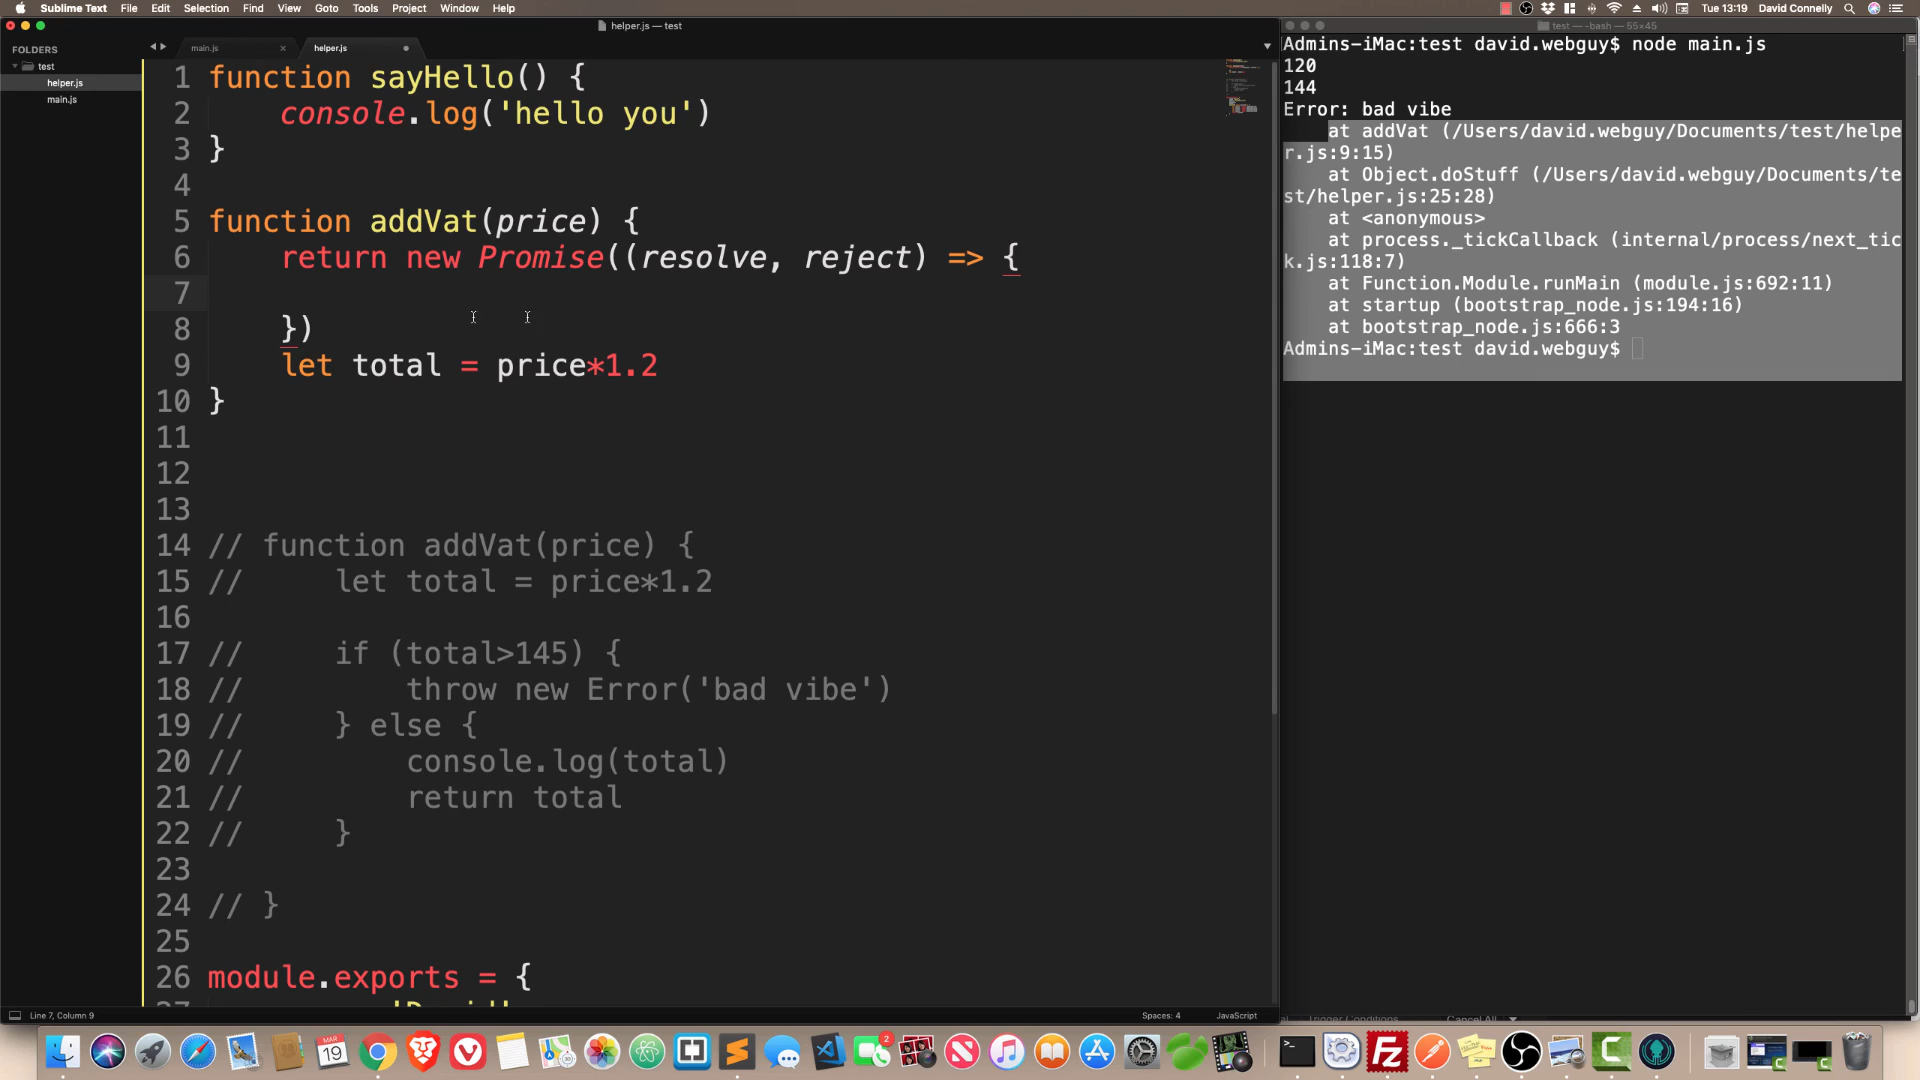 Sublime Text File Edit Selection Find View Goto Tools Project Window Help
Tue 13:19 David Connelly
helper.js — test
test — -bash — 55×45
FOLDERS
test
helper.js
main.js
main.js
helper.js
1 function sayHello() {
2 console.log('hello you')
3 }
4
5 function addVat(price) {
6 return new Promise((resolve, reject) => {
7
8 })
9 let total = price*1.2
10 }
11
12
13
14 // function addVat(price) {
15 // let total = price*1.2
16
17 // if (total>145) {
18 // throw new Error('bad vibe')
19 // } else {
20 // console.log(total)
21 // return total
22 // }
23
24 // }
25
26 module.exports = {
Admins-iMac:test david.webguy$ node main.js
120
144
Error: bad vibe
at addVat (/Users/david.webguy/Documents/test/helpe
r.js:9:15)
at Object.doStuff (/Users/david.webguy/Documents/te
st/helper.js:25:28)
at <anonymous>
at process._tickCallback (internal/process/next_tic
k.js:118:7)
at Function.Module.runMain (module.js:692:11)
at startup (bootstrap_node.js:194:16)
at bootstrap_node.js:666:3
Admins-iMac:test david.webguy$
Line 7, Column 9
Spaces: 4
JavaScript
MAR
19
2